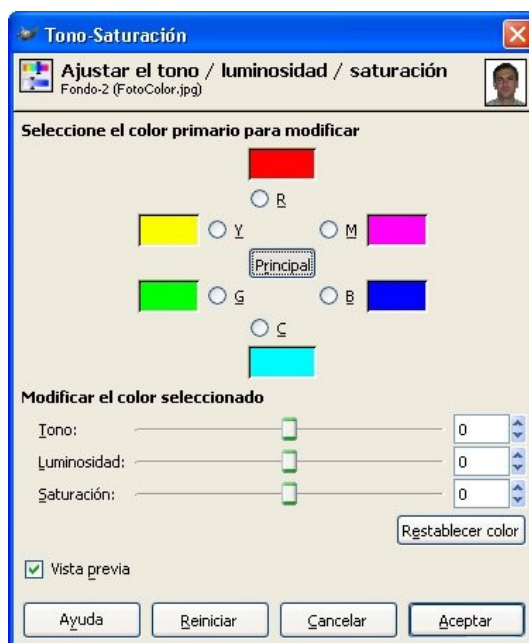 Tono-Saturación
Ajustar el tono / luminosidad / saturación
Fondo-2 (FotoColor.jpg)
Seleccione el color primario para modificar
R
Y M
Principal
G B
C
Modificar el color seleccionado
Tono: 0
Luminosidad: 0
Saturación: 0
Restablecer color
Vista previa
Ayuda Reiniciar Cancelar Aceptar